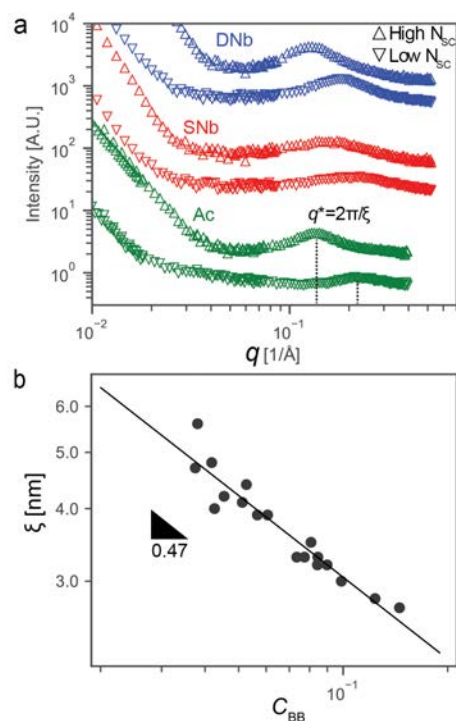 a
10⁴
10³
10²
10¹
10⁰
Intensity [A.U.]
DNb
SNb
Ac
△ High N_SC
▽ Low N_SC
q*=2π/ξ
10⁻²
10⁻¹
q [1/Å]
b
6.0
5.0
4.0
3.0
ξ [nm]
0.47
10⁻¹
C_BB